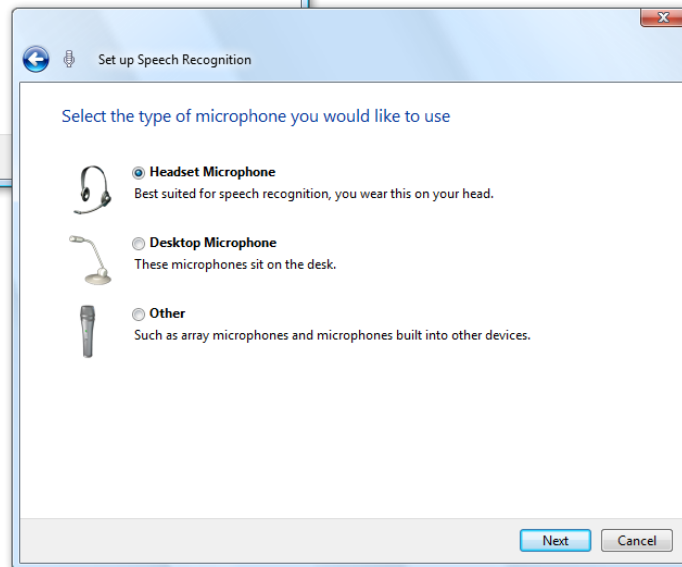 Set up Speech Recognition
Select the type of microphone you would like to use
Headset Microphone
Best suited for speech recognition, you wear this on your head.
Desktop Microphone
These microphones sit on the desk.
Other
Such as array microphones and microphones built into other devices.
Next Cancel